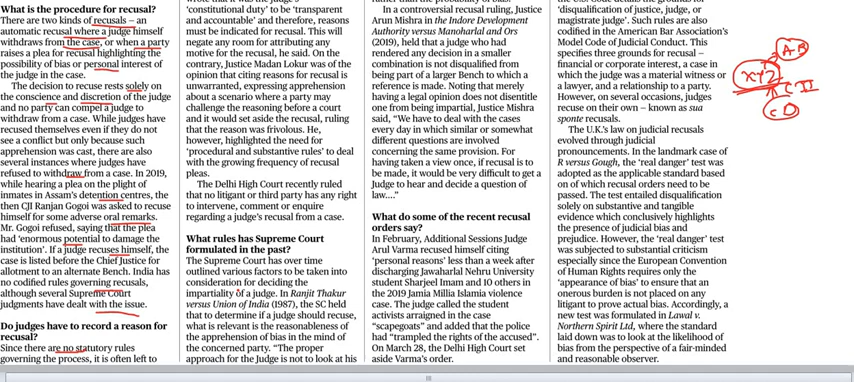 What is the procedure for recusal?
There are two kinds of recusals — an
automatic recusal where a judge himself
withdraws from the case, or when a party
raises a plea for recusal highlighting the
possibility of bias or personal interest of
the judge in the case.
The decision to recuse rests solely on
the conscience and discretion of the judge
and no party can compel a judge to
withdraw from a case. While judges have
recused themselves even if they do not
see a conflict but only because such
apprehension was cast, there are also
several instances where judges have
refused to withdraw from a case. In 2019,
while hearing a plea on the plight of
inmates in Assam's detention centres, the
then CJI Ranjan Gogoi was asked to recuse
himself for some adverse oral remarks.
Mr. Gogoi refused, saying that the plea
had 'enormous potential to damage the
institution'. If a judge recuses himself, the
case is listed before the Chief Justice for
allotment to an alternate Bench. India has
no codified rules governing recusals,
although several Supreme Court
judgments have dealt with the issue.
Do judges have to record a reason for
recusal?
Since there are no statutory rules
governing the process, it is often left to
'constitutional duty' to be 'transparent
and accountable' and therefore, reasons
must be indicated for recusal. This will
negate any room for attributing any
motive for the recusal, he said. On the
contrary, Justice Madan Lokur was of the
opinion that citing reasons for recusal is
unwarranted, expressing apprehension
about a scenario where a party may
challenge the reasoning before a court
and it would set aside the recusal, ruling
that the reason was frivolous. He,
however, highlighted the need for
'procedural and substantive rules' to deal
with the growing frequency of recusal
pleas.
The Delhi High Court recently ruled
that no litigant or third party has any right
to intervene, comment or enquire
regarding a judge's recusal from a case.
What rules has Supreme Court
formulated in the past?
The Supreme Court has over time
outlined various factors to be taken into
consideration for deciding the
impartiality of a judge. In Ranjit Thakur
versus Union of India (1987), the SC held
that to determine if a judge should recuse,
what is relevant is the reasonableness of
the apprehension of bias in the mind of
the concerned party. "The proper
approach for the Judge is not to look at his
In a controversial recusal ruling, Justice
Arun Mishra in the Indore Development
Authority versus Manoharlal and Ors
(2019), held that a judge who had
rendered any decision in a smaller
combination is not disqualified from
being part of a larger Bench to which a
reference is made. Noting that merely
having a legal opinion does not disentitle
one from being impartial, Justice Mishra
said, "We have to deal with the cases
every day in which similar or somewhat
different questions are involved
concerning the same provision. For
having taken a view once, if recusal is to
be made, it would be very difficult to get a
Judge to hear and decide a question of
law...."
What do some of the recent recusal
orders say?
In February, Additional Sessions Judge
Arul Varma recused himself citing
'personal reasons' less than a week after
discharging Jawaharlal Nehru University
student Sharjeel Imam and 10 others in
the 2019 Jamia Millia Islamia violence
case. The judge called the student
activists arraigned in the case
"scapegoats" and added that the police
had "trampled the rights of the accused".
On March 28, the Delhi High Court set
aside Varma's order.
'disqualification of justice, judge, or
magistrate judge'. Such rules are also
codified in the American Bar Association's
Model Code of Judicial Conduct. This
specifies three grounds for recusal —
financial or corporate interest, a case in
which the judge was a material witness or
a lawyer, and a relationship to a party.
However, on several occasions, judges
recuse on their own — known as sua
sponte recusals.
The U.K.'s law on judicial recusals
evolved through judicial
pronouncements. In the landmark case of
R versus Gough, the 'real danger' test was
adopted as the applicable standard based
on of which recusal orders need to be
passed. The test entailed disqualification
solely on substantive and tangible
evidence which conclusively highlights
the presence of judicial bias and
prejudice. However, the 'real danger' test
was subjected to substantial criticism
especially since the European Convention
of Human Rights requires only the
'appearance of bias' to ensure that an
onerous burden is not placed on any
litigant to prove actual bias. Accordingly, a
new test was formulated in Lawal v.
Northern Spirit Ltd, where the standard
laid down was to look at the likelihood of
bias from the perspective of a fair-minded
and reasonable observer.
A-B
CD